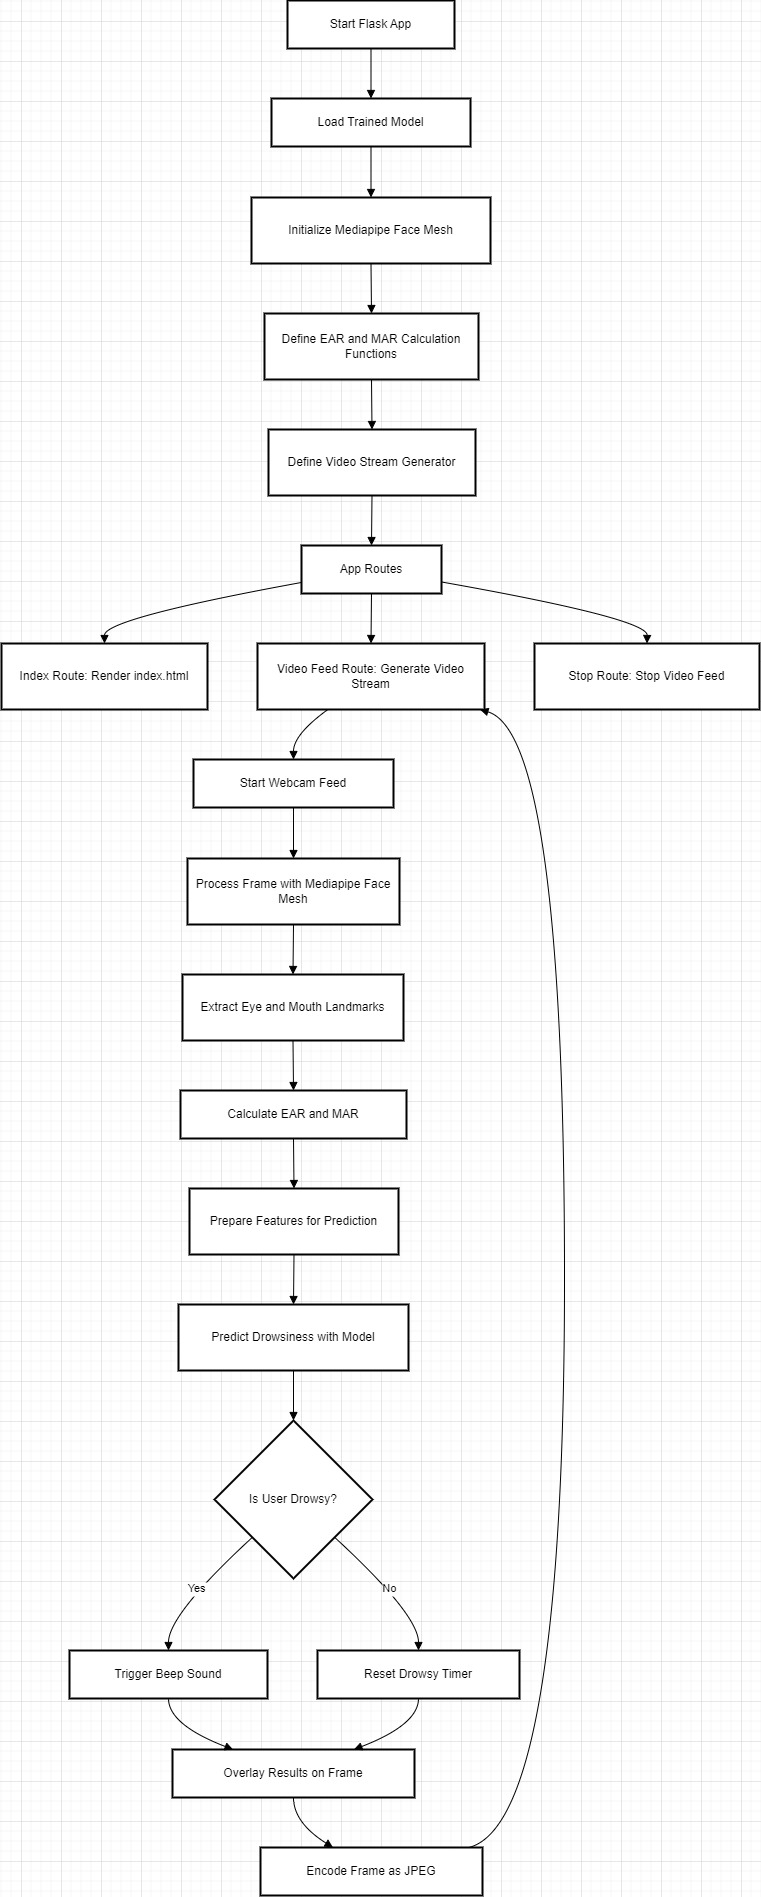 Start Flask App
Load Trained Model
Initialize Mediapipe Face Mesh
Define EAR and MAR Calculation
Functions
Define Video Stream Generator
App Routes
Index Route: Render index.html
Video Feed Route: Generate Video
Stream
Stop Route: Stop Video Feed
Start Webcam Feed
Process Frame with Mediapipe Face
Mesh
Extract Eye and Mouth Landmarks
Calculate EAR and MAR
Prepare Features for Prediction
Predict Drowsiness with Model
Is User Drowsy?
Yes
No
Trigger Beep Sound
Reset Drowsy Timer
Overlay Results on Frame
Encode Frame as JPEG